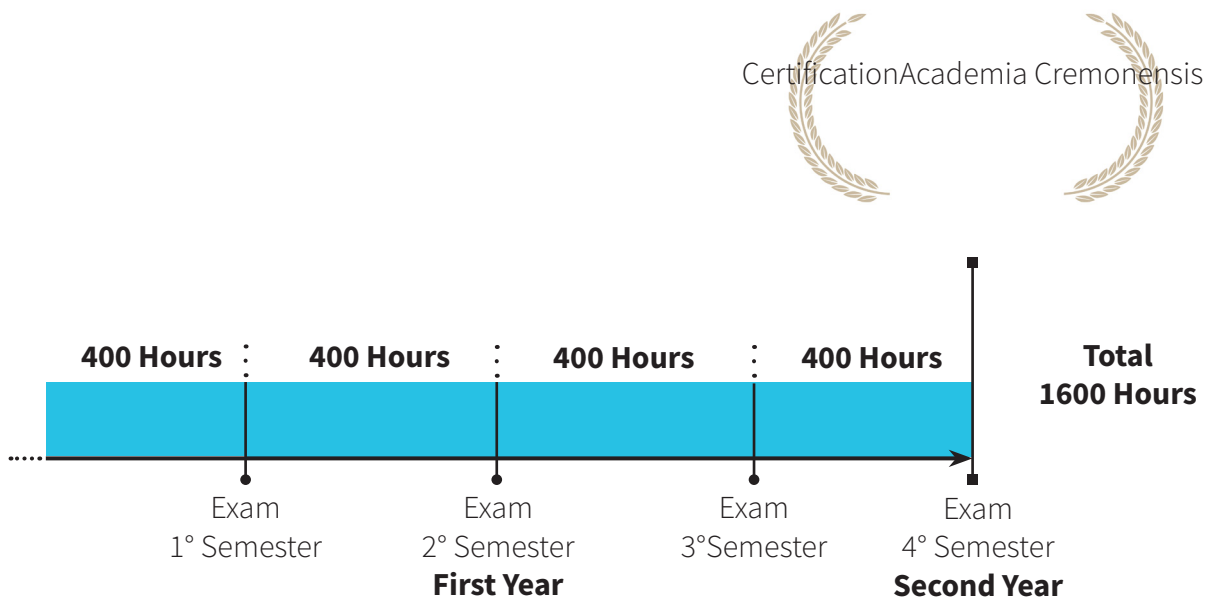 CertificationAcademia Cremonensis
400 Hours
400 Hours
400 Hours
400 Hours
Total
1600 Hours
Exam
1° Semester
Exam
2° Semester
First Year
Exam
3°Semester
Exam
4° Semester
Second Year